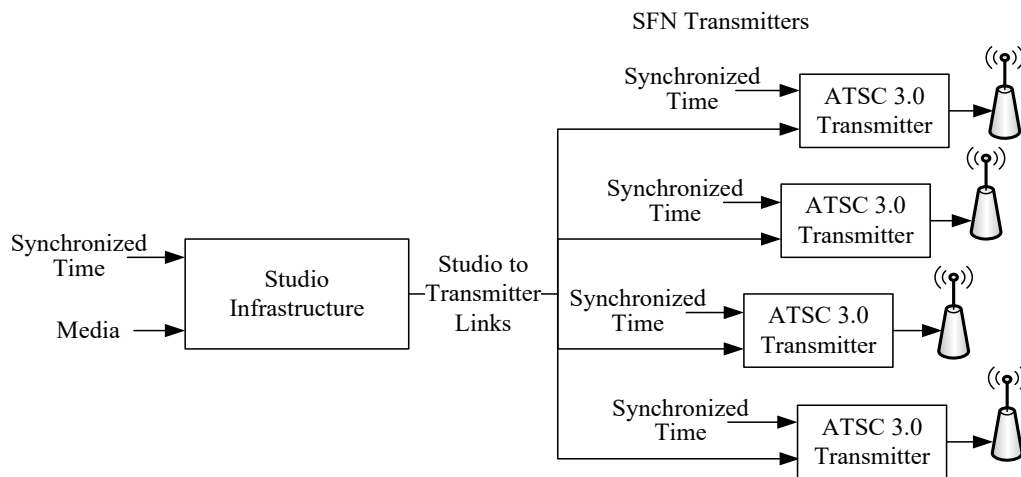 SFN Transmitters
Synchronized
Time
ATSC 3.0
Transmitter
Synchronized
Time
ATSC 3.0
Transmitter
Synchronized
Time
Media
Studio
Infrastructure
Studio to
Transmitter
Links
Synchronized
Time
ATSC 3.0
Transmitter
Synchronized
Time
ATSC 3.0
Transmitter